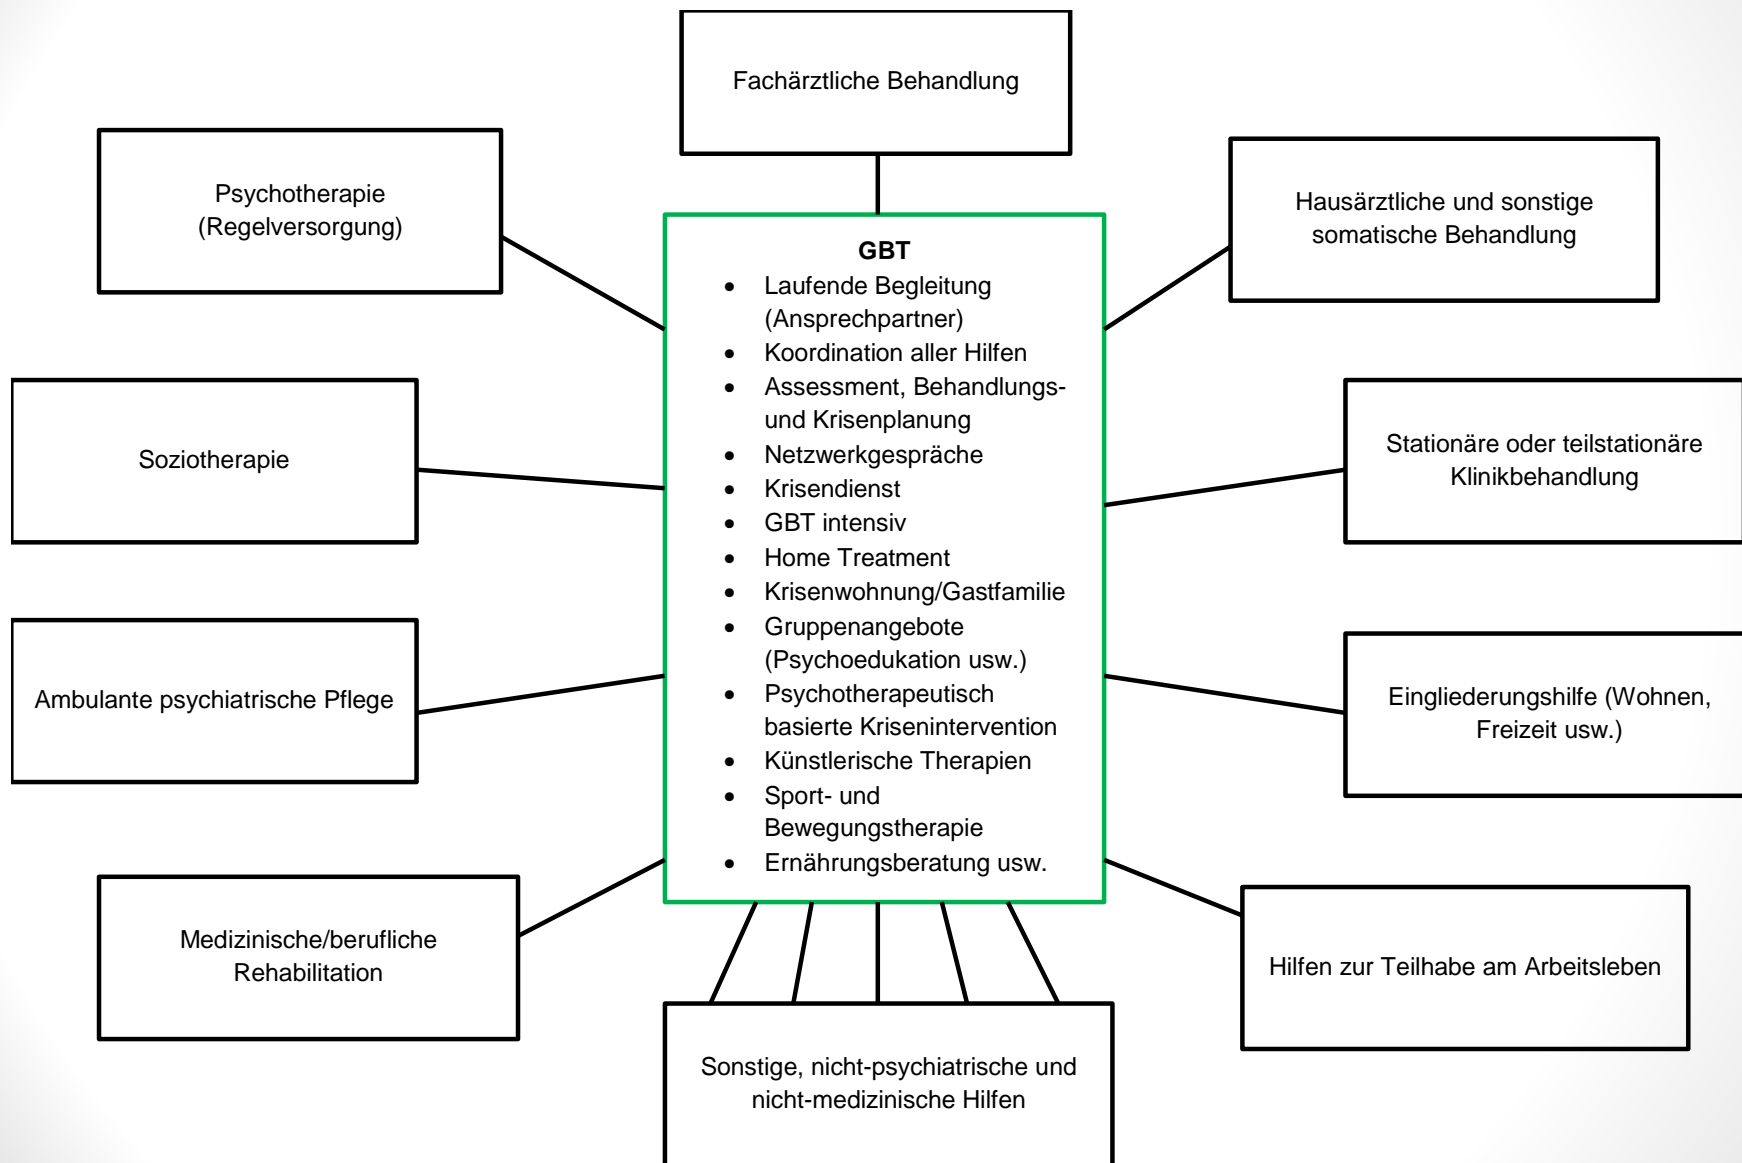 Fachärztliche Behandlung
Psychotherapie
(Regelversorgung)
Hausärztliche und sonstige
somatische Behandlung
GBT
• Laufende Begleitung
(Ansprechpartner)
• Koordination aller Hilfen
• Assessment, Behandlungs-
und Krisenplanung
• Netzwerkgespräche
• Krisendienst
• GBT intensiv
• Home Treatment
• Krisenwohnung/Gastfamilie
• Gruppenangebote
(Psychoedukation usw.)
• Psychotherapeutisch
basierte Krisenintervention
• Künstlerische Therapien
• Sport- und
Bewegungstherapie
• Ernährungsberatung usw.
Soziotherapie
Stationäre oder teilstationäre
Klinikbehandlung
Ambulante psychiatrische Pflege
Eingliederungshilfe (Wohnen,
Freizeit usw.)
Medizinische/berufliche
Rehabilitation
Hilfen zur Teilhabe am Arbeitsleben
Sonstige, nicht-psychiatrische und
nicht-medizinische Hilfen